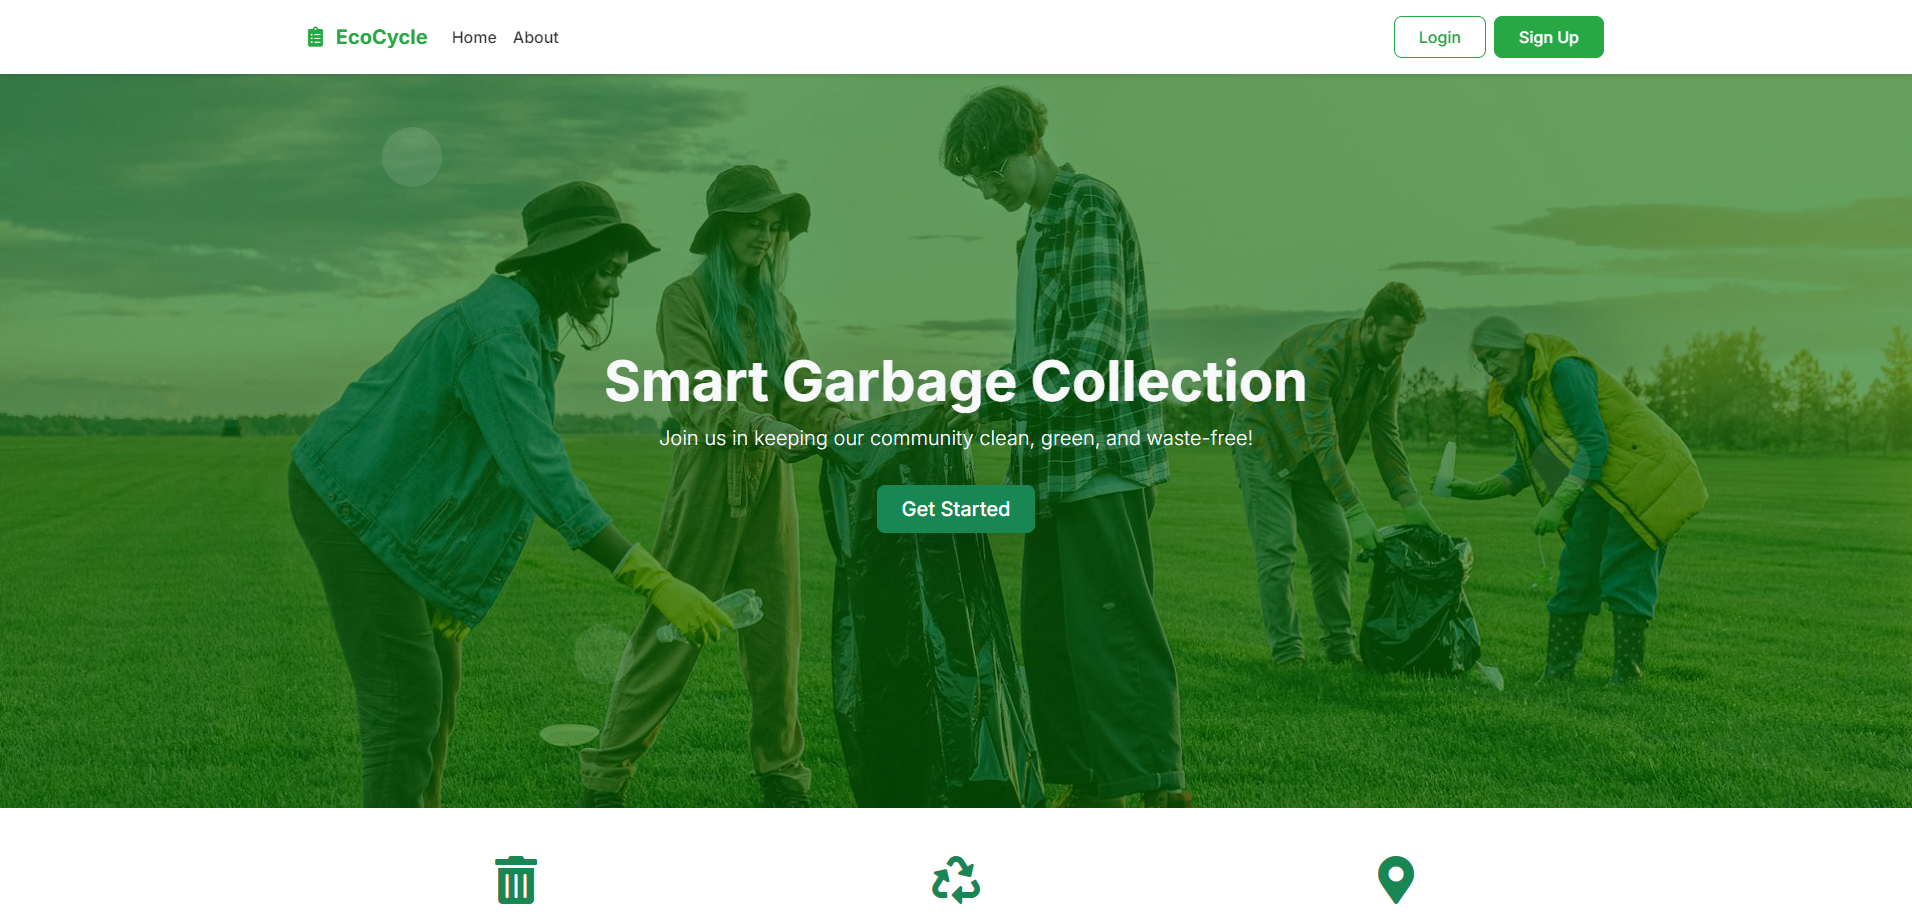 EcoCycle
Home
About
Login
Sign Up
Smart Garbage Collection
Join us in keeping our community clean, green, and waste-free!
Get Started